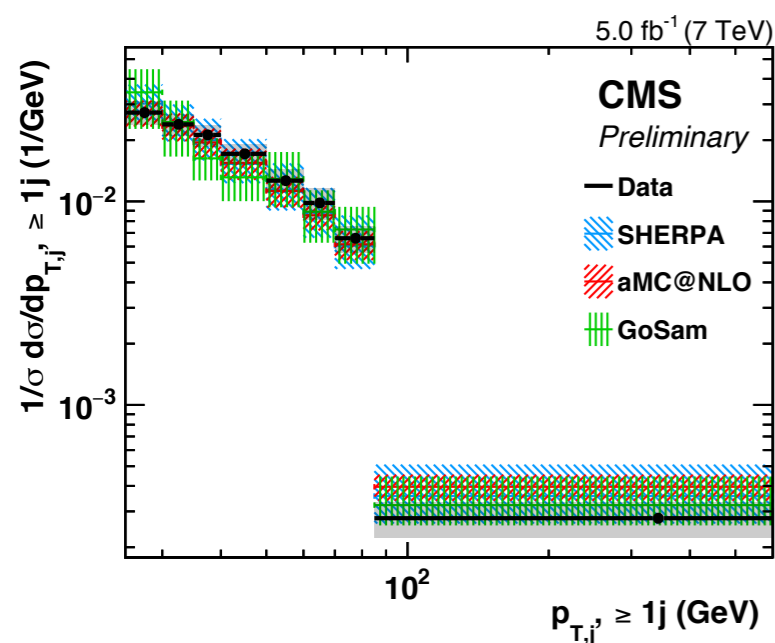 5.0 fb⁻¹ (7 TeV)
CMS
Preliminary
Data
SHERPA
aMC@NLO
GoSam
1/σ dσ/dp_T,j, ≥ 1j (1/GeV)
10⁻²
10⁻³
10²
p_T,j, ≥ 1j (GeV)